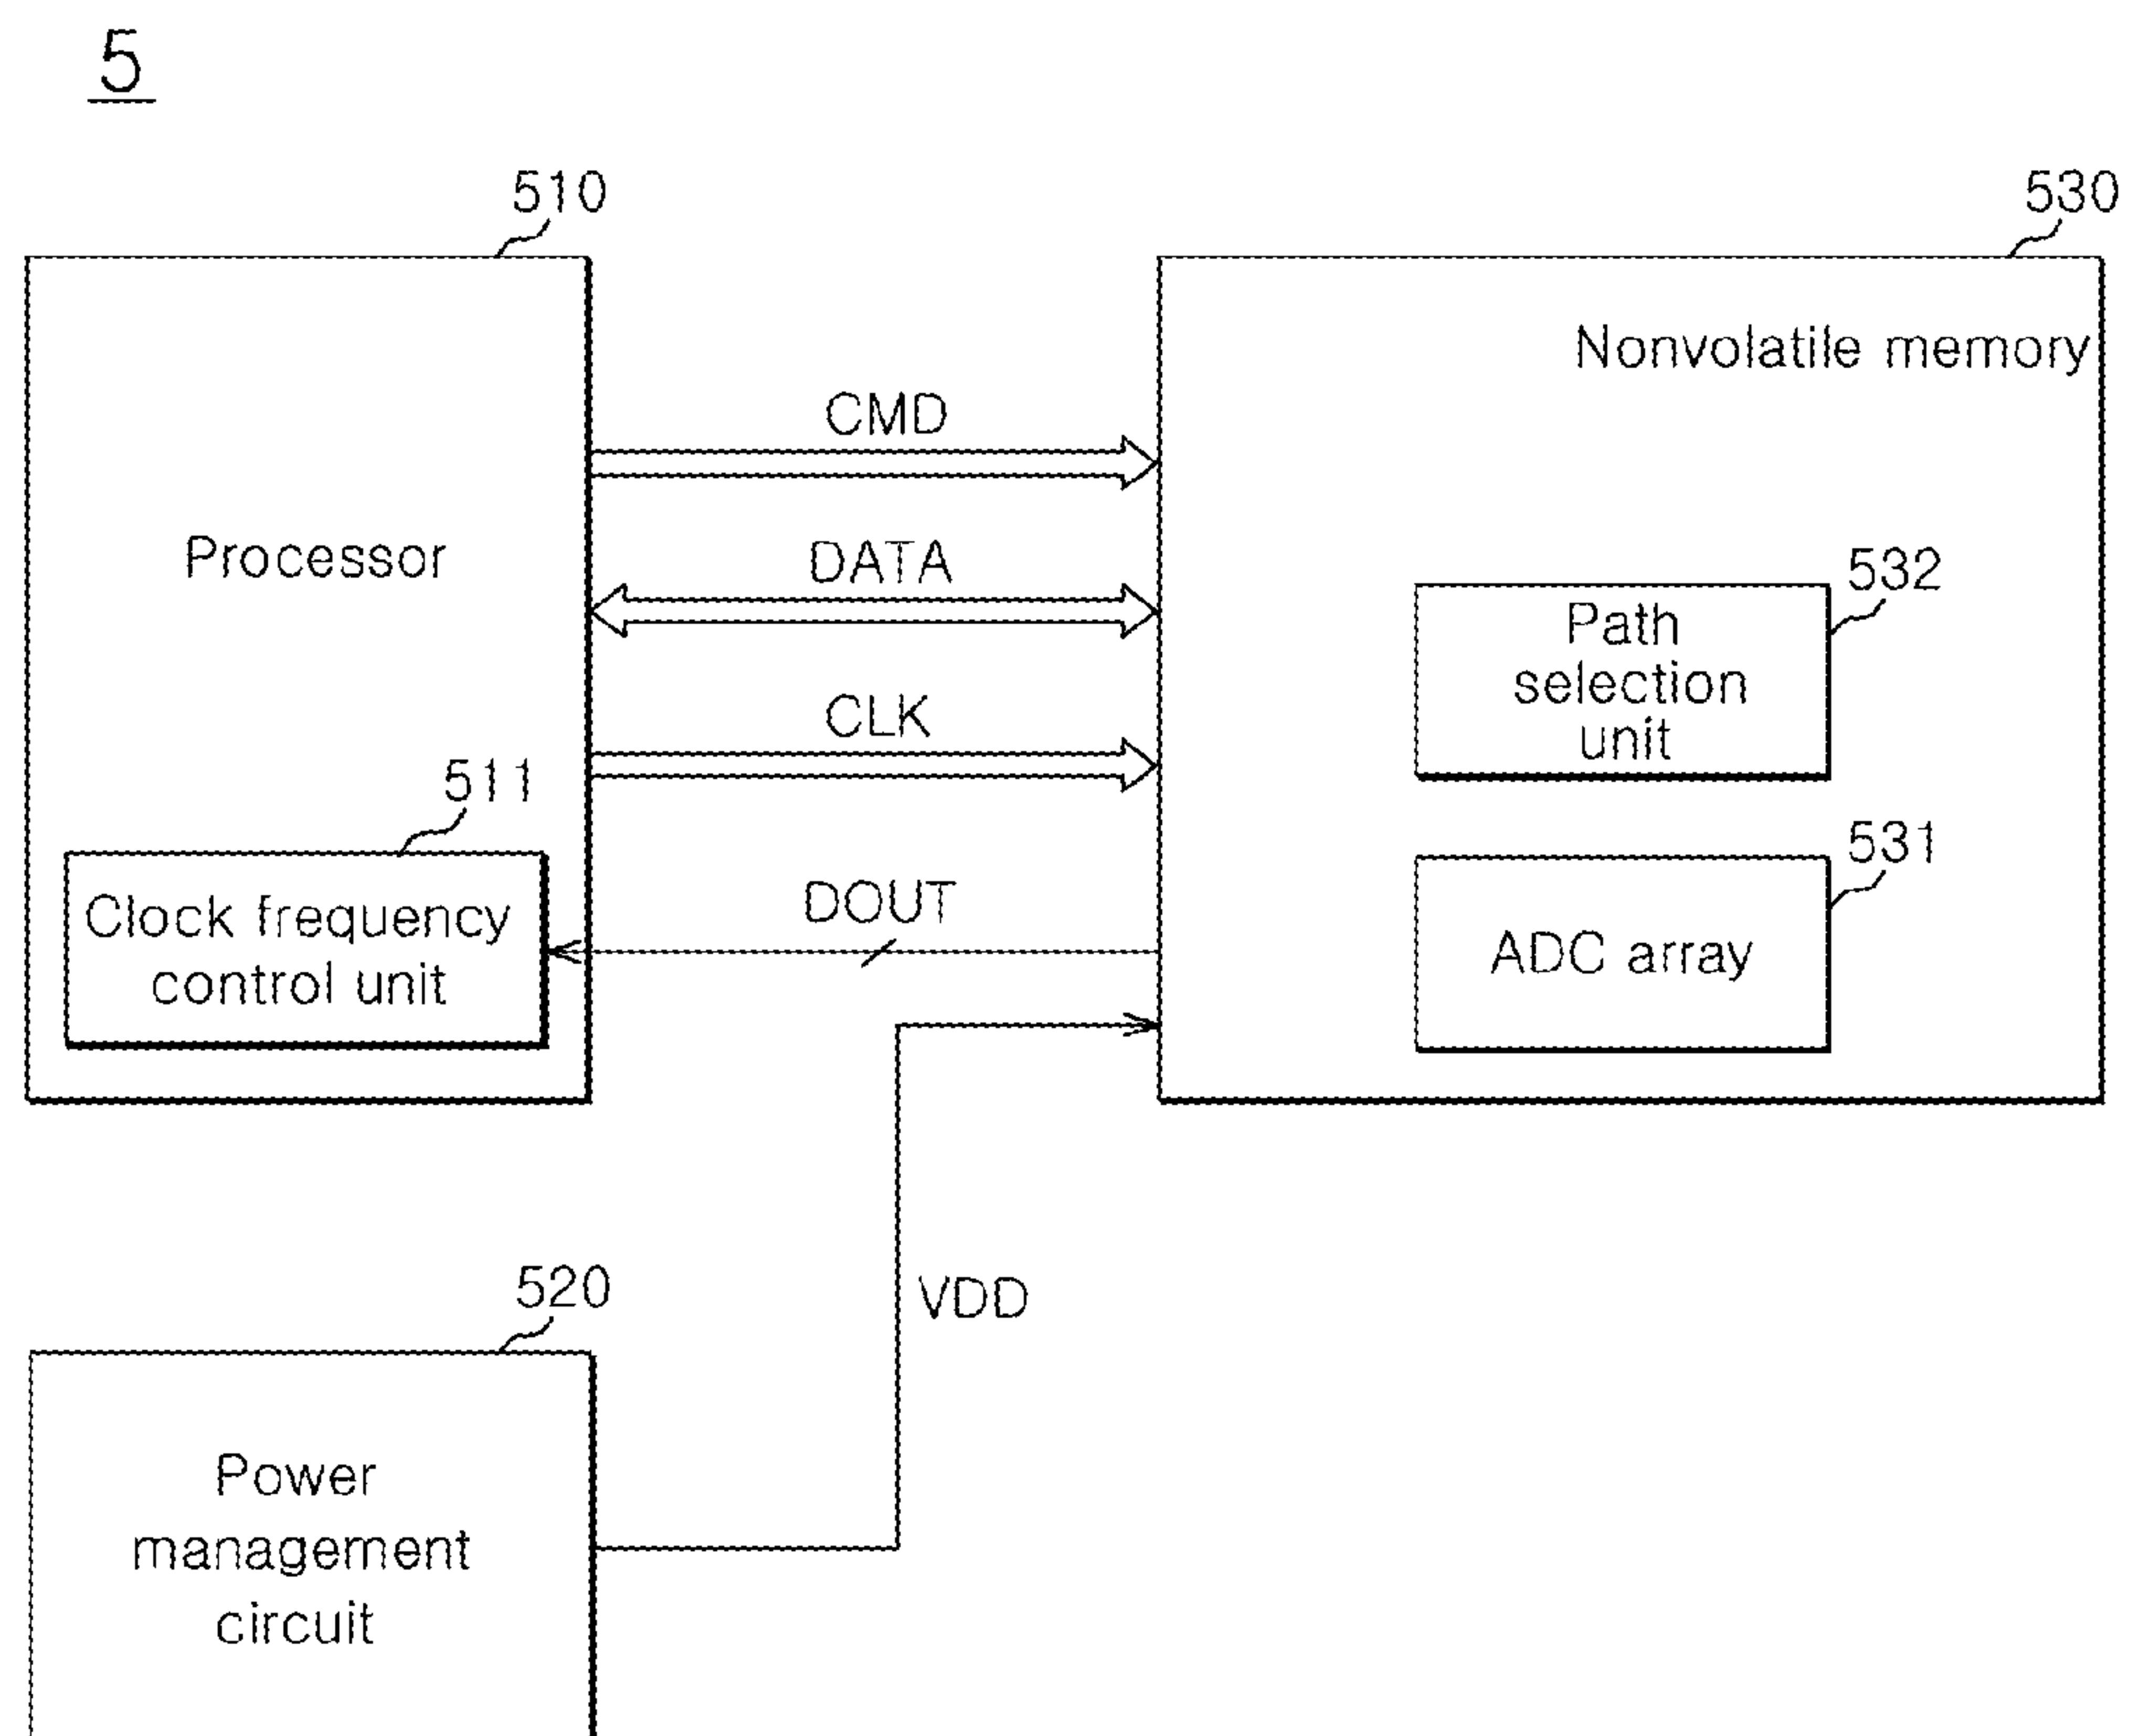 5
510
530
Nonvolatile memory
CMD
Processor
DATA
532
Path
selection
unit
CLK
511
531
Clock frequency
control unit
DOUT
ADC array
520
VDD
Power
management
circuit